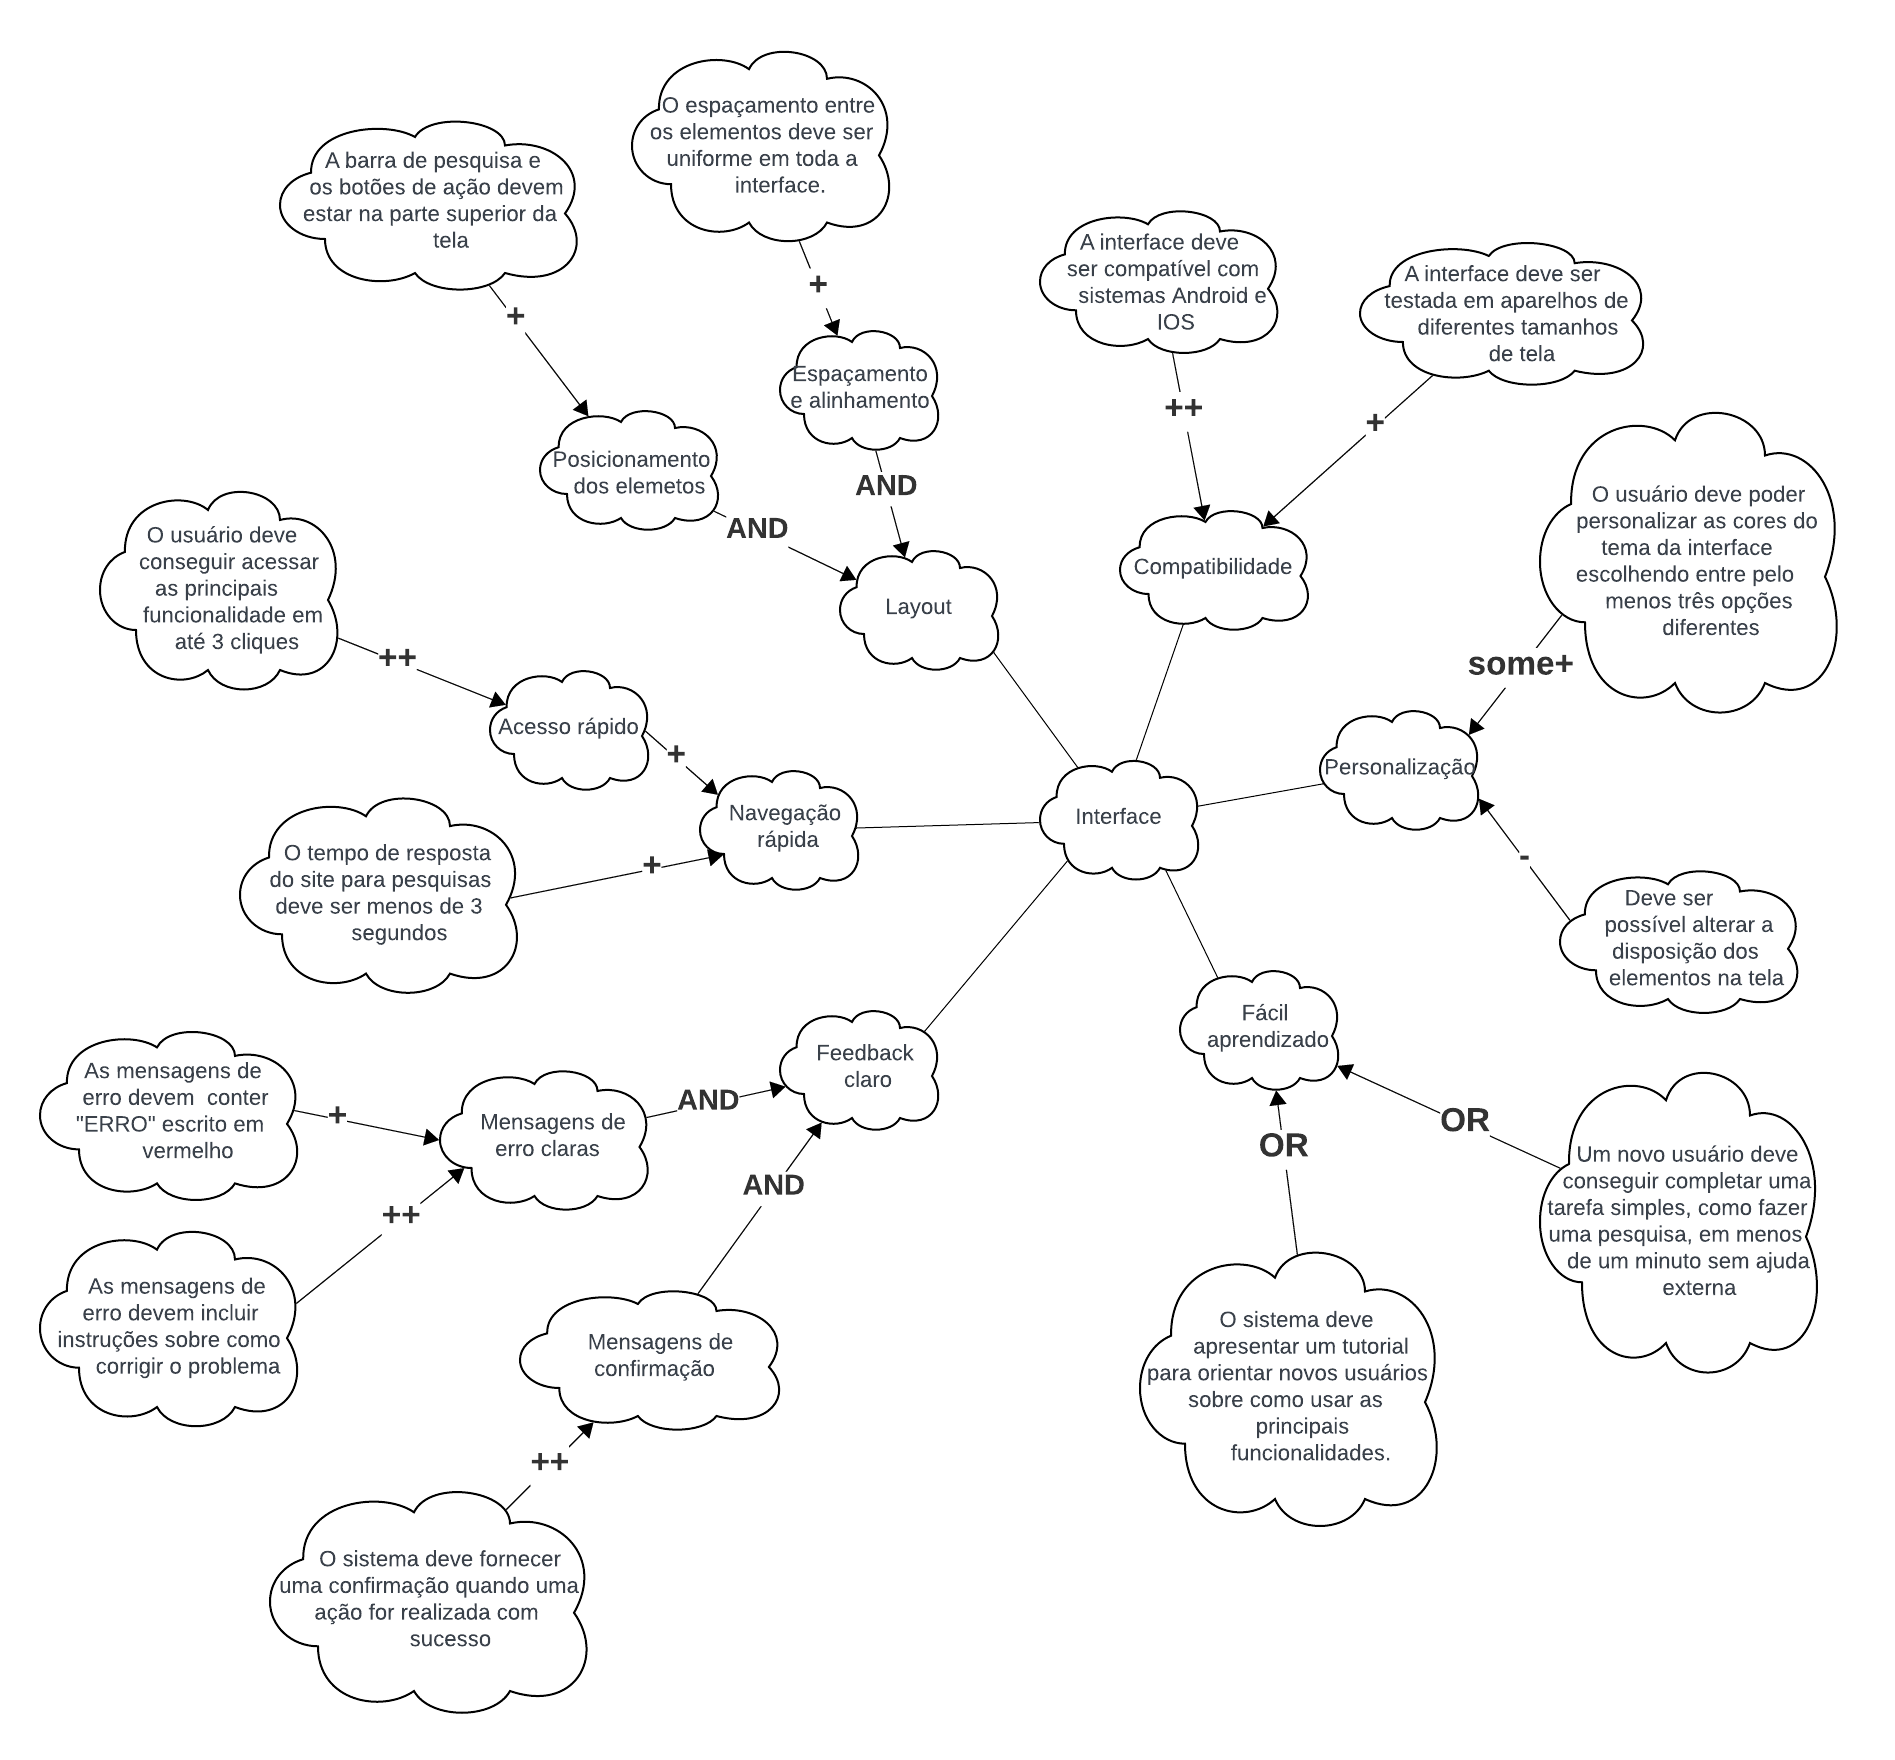 O espaçamento entre
os elementos deve ser
uniforme em toda a
interface.
A barra de pesquisa e
os botões de ação devem
estar na parte superior da
tela
+
+
A interface deve
ser compatível com
sistemas Android e
IOS
A interface deve ser
testada em aparelhos de
diferentes tamanhos
de tela
++
+
Espaçamento
e alinhamento
Posicionamento
dos elemetos
AND
AND
O usuário deve poder
personalizar as cores do
tema da interface
escolhendo entre pelo
menos três opções
diferentes
some+
O usuário deve
conseguir acessar
as principais
funcionalidade em
até 3 cliques
++
Layout
Compatibilidade
Acesso rápido
+
Navegação
rápida
Interface
Personalização
O tempo de resposta
do site para pesquisas
deve ser menos de 3
segundos
+
-
Deve ser
possível alterar a
disposição dos
elementos na tela
Fácil
aprendizado
Feedback
claro
As mensagens de
erro devem  conter
"ERRO" escrito em
vermelho
+
Mensagens de
erro claras
AND
OR
OR
Um novo usuário deve
conseguir completar uma
tarefa simples, como fazer
uma pesquisa, em menos
de um minuto sem ajuda
externa
++
AND
As mensagens de
erro devem incluir
instruções sobre como
corrigir o problema
Mensagens de
confirmação
O sistema deve
apresentar um tutorial
para orientar novos usuários
sobre como usar as
principais
funcionalidades.
++
O sistema deve fornecer
uma confirmação quando uma
ação for realizada com
sucesso